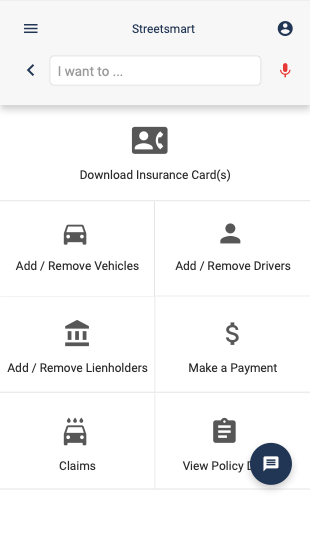 Streetsmart
I want to ...
Download Insurance Card(s)
Add / Remove Vehicles
Add / Remove Drivers
Add / Remove Lienholders
Make a Payment
Claims
View Policy